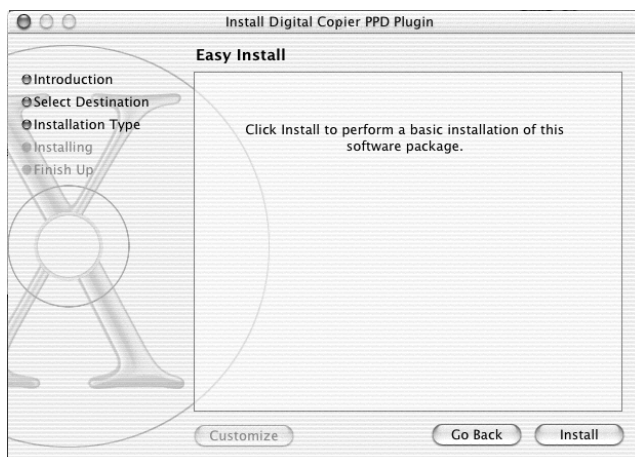 Install Digital Copier PPD Plugin
Easy Install
Introduction
Select Destination
Installation Type
Installing
Finish Up
Click Install to perform a basic installation of this
software package.
Customize
Go Back
Install